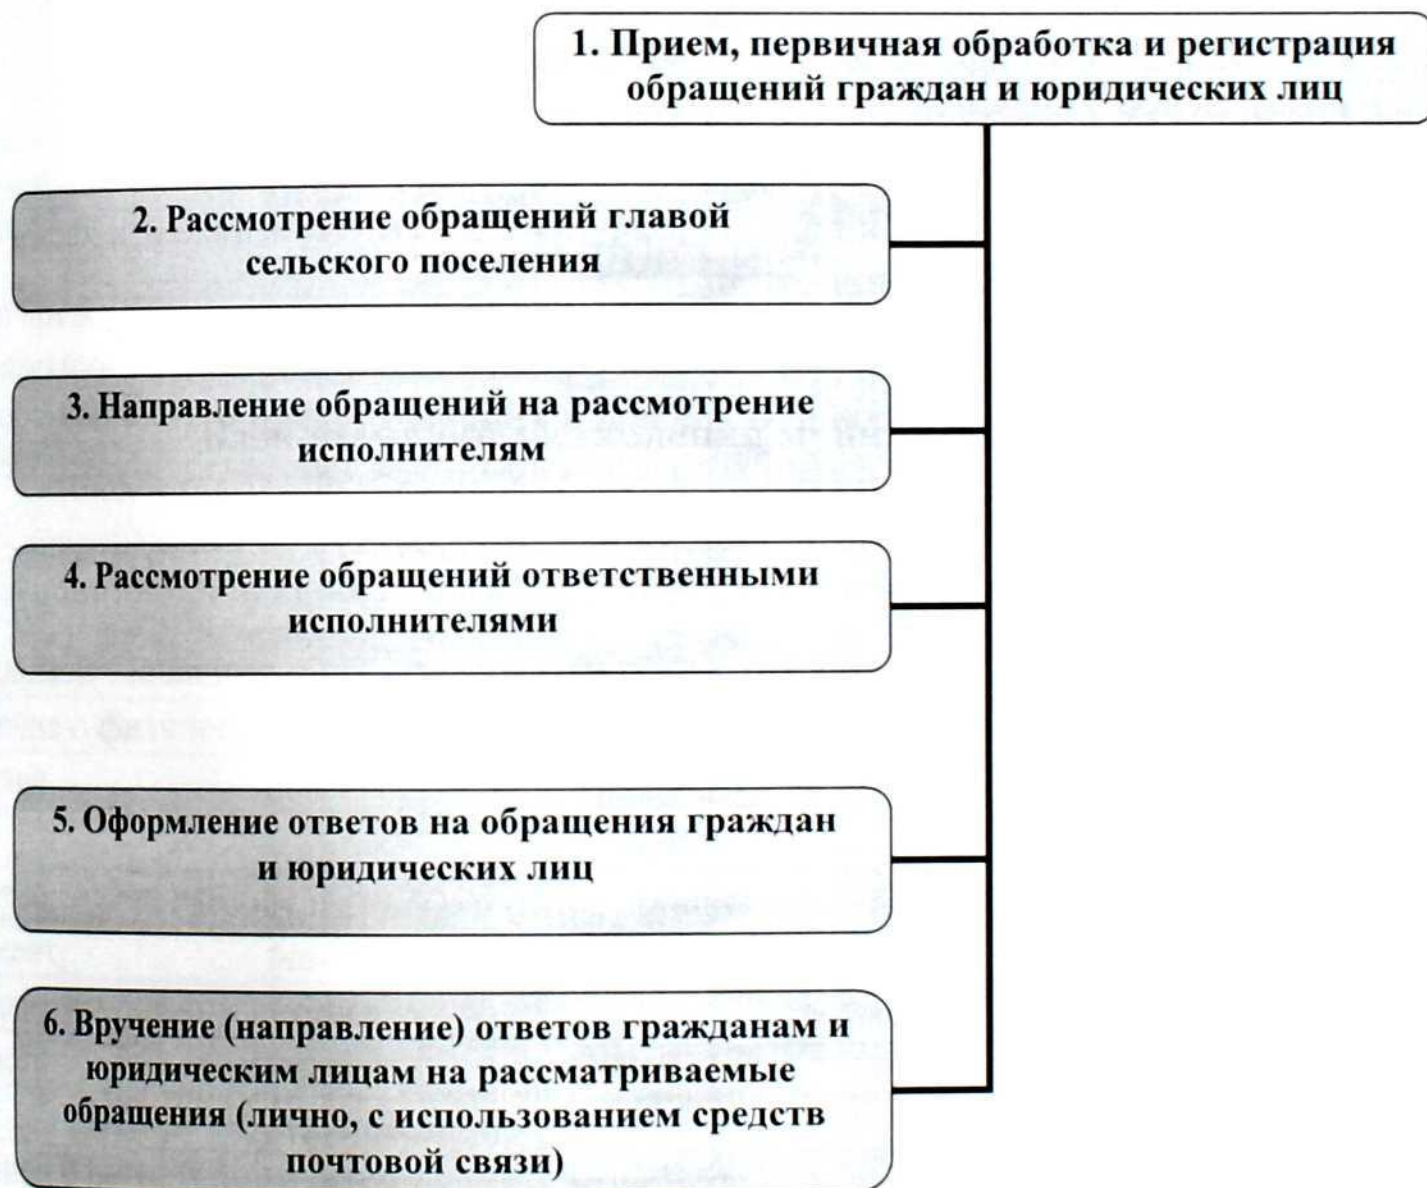 1. Прием, первичная обработка и регистрация
обращений граждан и юридических лиц
2. Рассмотрение обращений главой
сельского поселения
3. Направление обращений на рассмотрение
исполнителям
4. Рассмотрение обращений ответственными
исполнителями
5. Оформление ответов на обращения граждан
и юридических лиц
6. Вручение (направление) ответов гражданам и
юридическим лицам на рассматриваемые
обращения (лично, с использованием средств
почтовой связи)